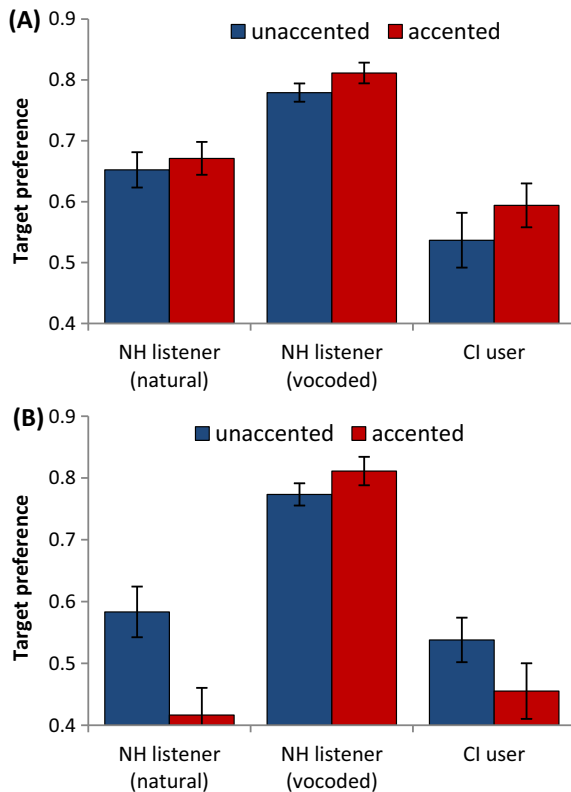 (A)
0.9
unaccented accented
0.8
0.7
0.6
0.5
0.4
Target preference
NH listener (natural)
NH listener (vocoded)
CI user
(B)
0.9
unaccented accented
0.8
0.7
0.6
0.5
0.4
Target preference
NH listener (natural)
NH listener (vocoded)
CI user